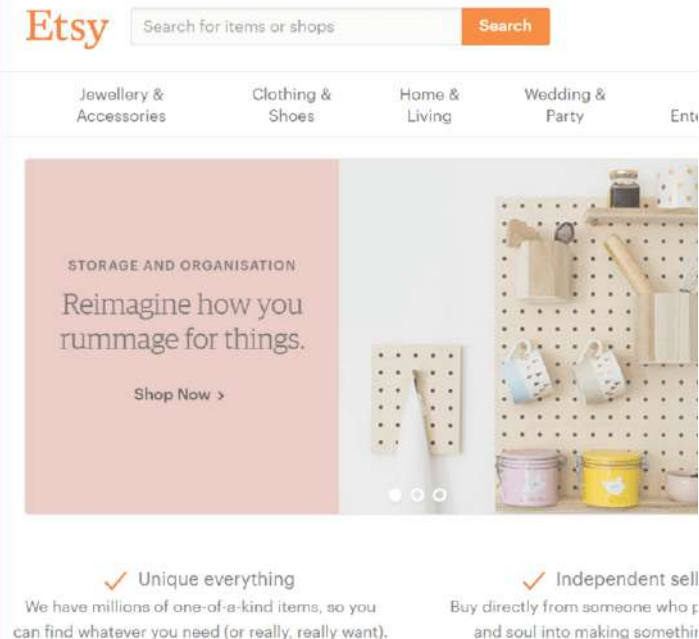 Etsy
Search for items or shops
Search
Jewellery &
Accessories
Clothing &
Shoes
Home &
Living
Wedding &
Party
STORAGE AND ORGANISATION
Reimagine how you
rummage for things.
Shop Now >
Unique everything
We have millions of one-of-a-kind items, so you
can find whatever you need (or really, really want).
Independent
Buy directly from someone who
and soul into making